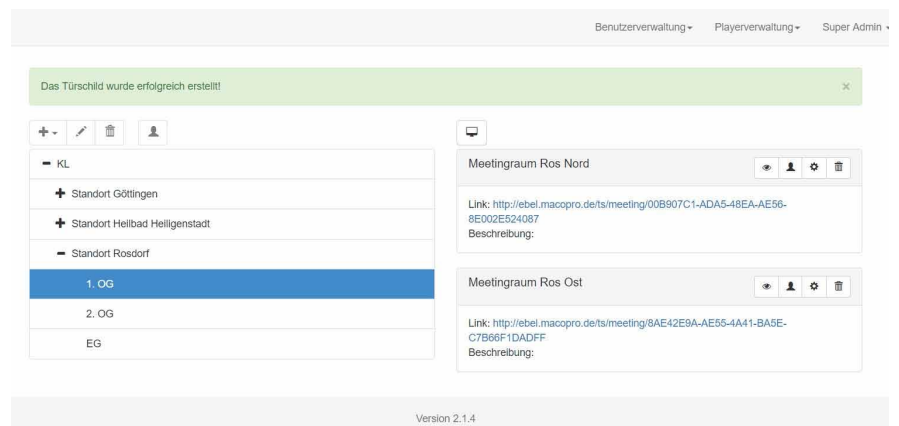 Benutzerverwaltung Playerverwaltung Super Admin
Das Türschild wurde erfolgreich erstellt!
KL
Standort Göttingen
Standort Heilbad Heiligenstadt
Standort Rosdorf
1. OG
2. OG
EG
Meetingraum Ros Nord
Link: http://ebel.macopro.de/ts/meeting/00B907C1-ADA5-48EA-AE56-
8E002E524087
Beschreibung:
Meetingraum Ros Ost
Link: http://ebel.macopro.de/ts/meeting/8AE42E9A-AE55-4A41-BA5E-
C7B66F1DADFF
Beschreibung:
Version 2.1.4